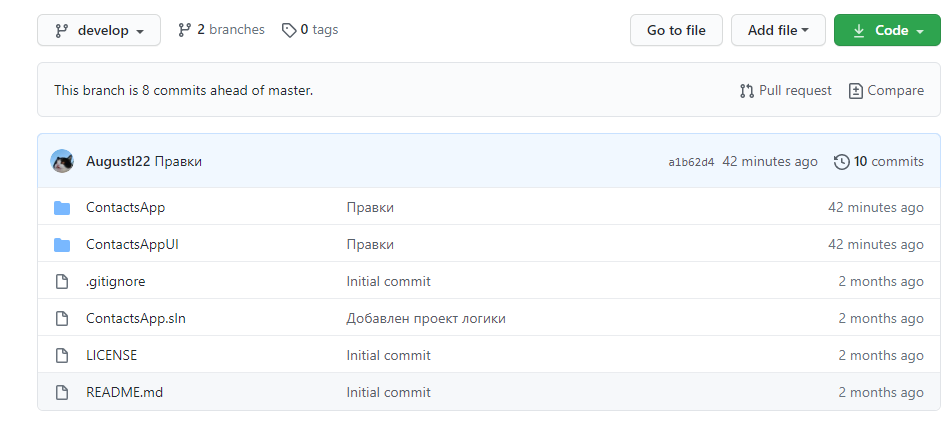 develop 2 branches 0 tags Go to file Add file Code
This branch is 8 commits ahead of master. Pull request Compare
Augustl22 Правки a1b62d4 42 minutes ago 10 commits
ContactsApp Правки 42 minutes ago
ContactsAppUI Правки 42 minutes ago
.gitignore Initial commit 2 months ago
ContactsApp.sln Добавлен проект логики 2 months ago
LICENSE Initial commit 2 months ago
README.md Initial commit 2 months ago